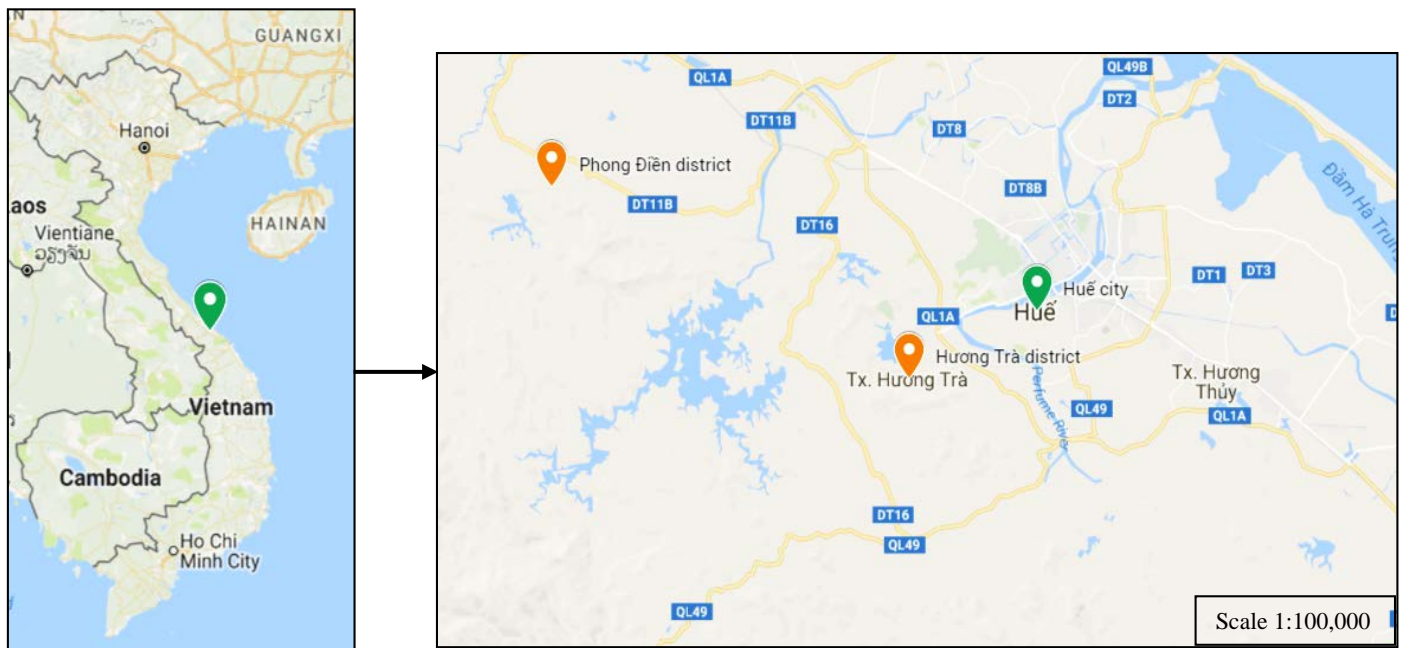 GUANGXI
Hanoi
aos
Vientiane
ວຽງຈັນ
HAINAN
Vietnam
Cambodia
Ho Chi
Minh City
QL1A
QL49B
DT2
DT11B
DT8
Phong Điền district
DT8B
DT11B
DT16
Đầm Hà Trung
DT1
DT3
Huế city
Huế
QL1A
Hương Trà district
Tx. Hương Trà
Tx. Hương
Thủy
Perfume River
QL49
QL1A
DT16
QL49
QL49
Scale 1:100,000